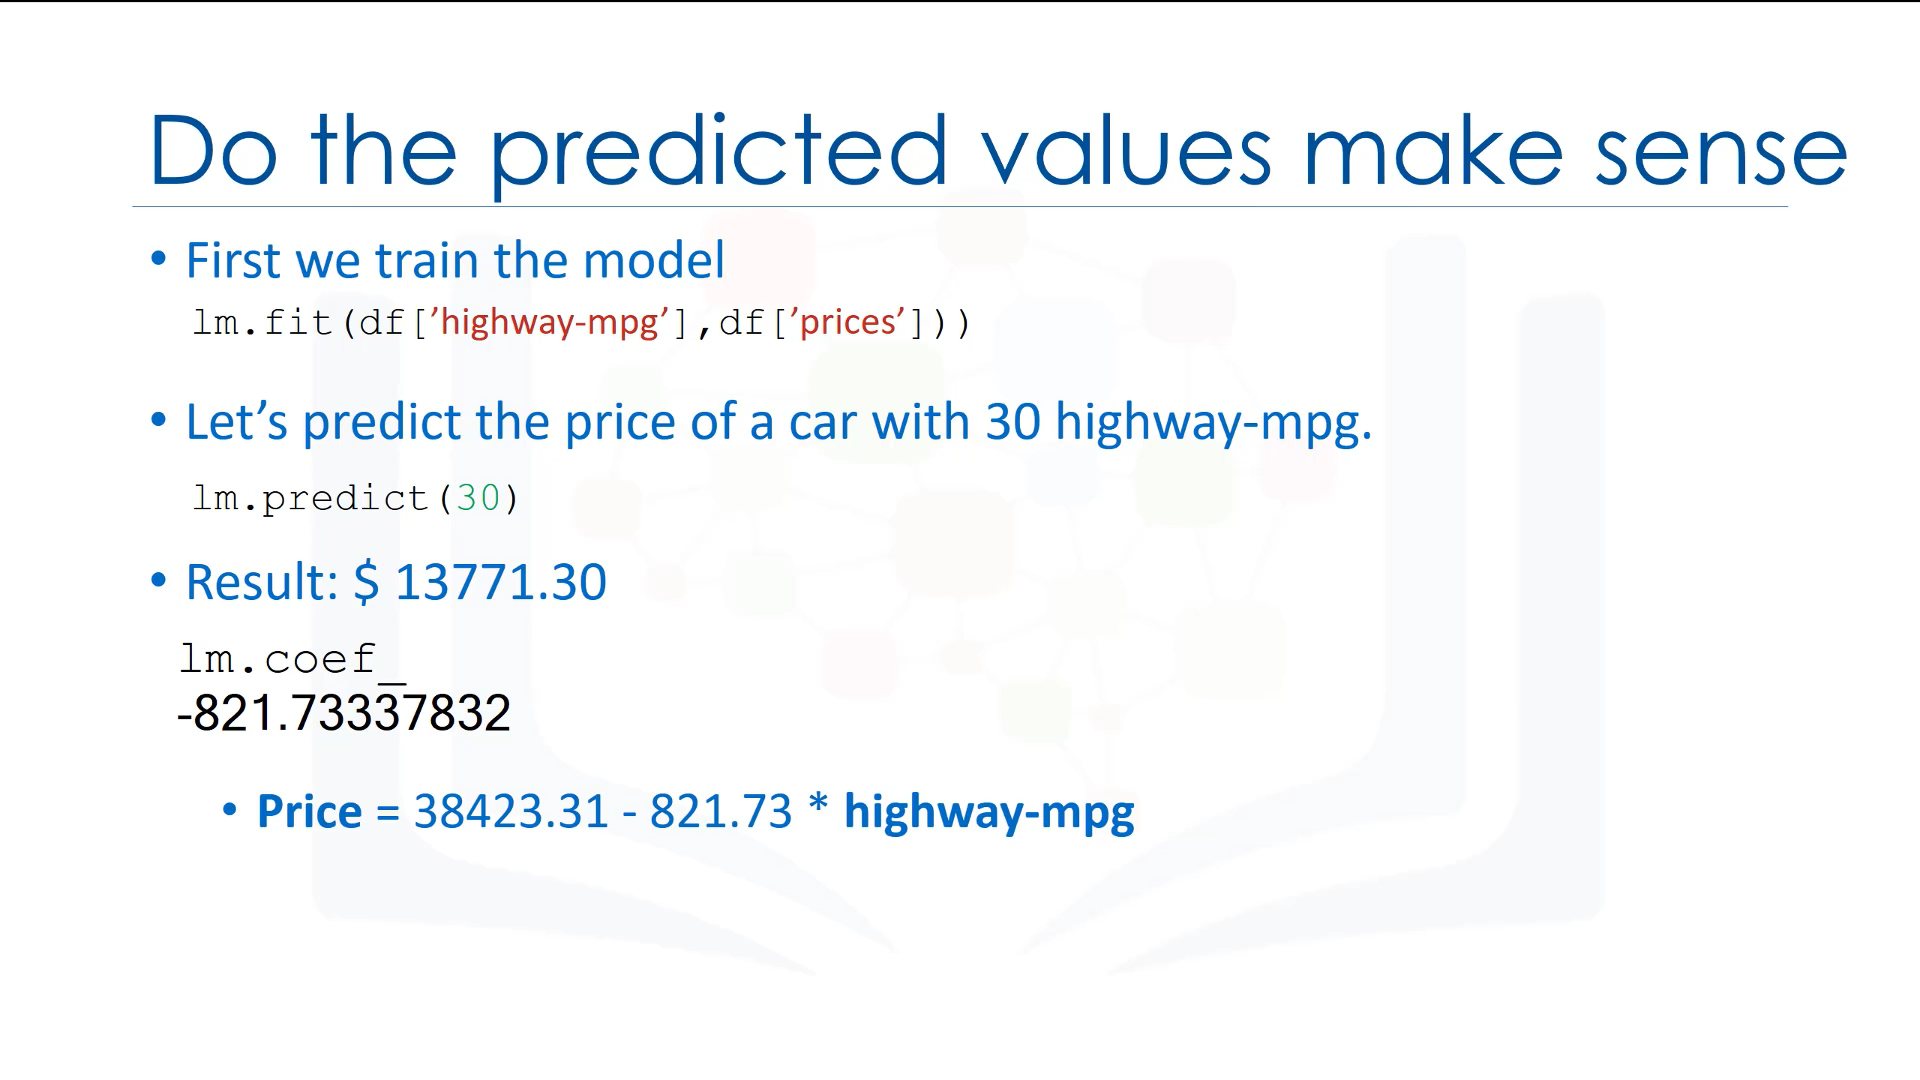 Do the predicted values make sense
• First we train the model
lm.fit(df[’highway-mpg’],df[’prices’]))
• Let’s predict the price of a car with 30 highway-mpg.
lm.predict(30)
• Result: $ 13771.30
lm.coef_
-821.73337832
• Price = 38423.31 - 821.73 * highway-mpg